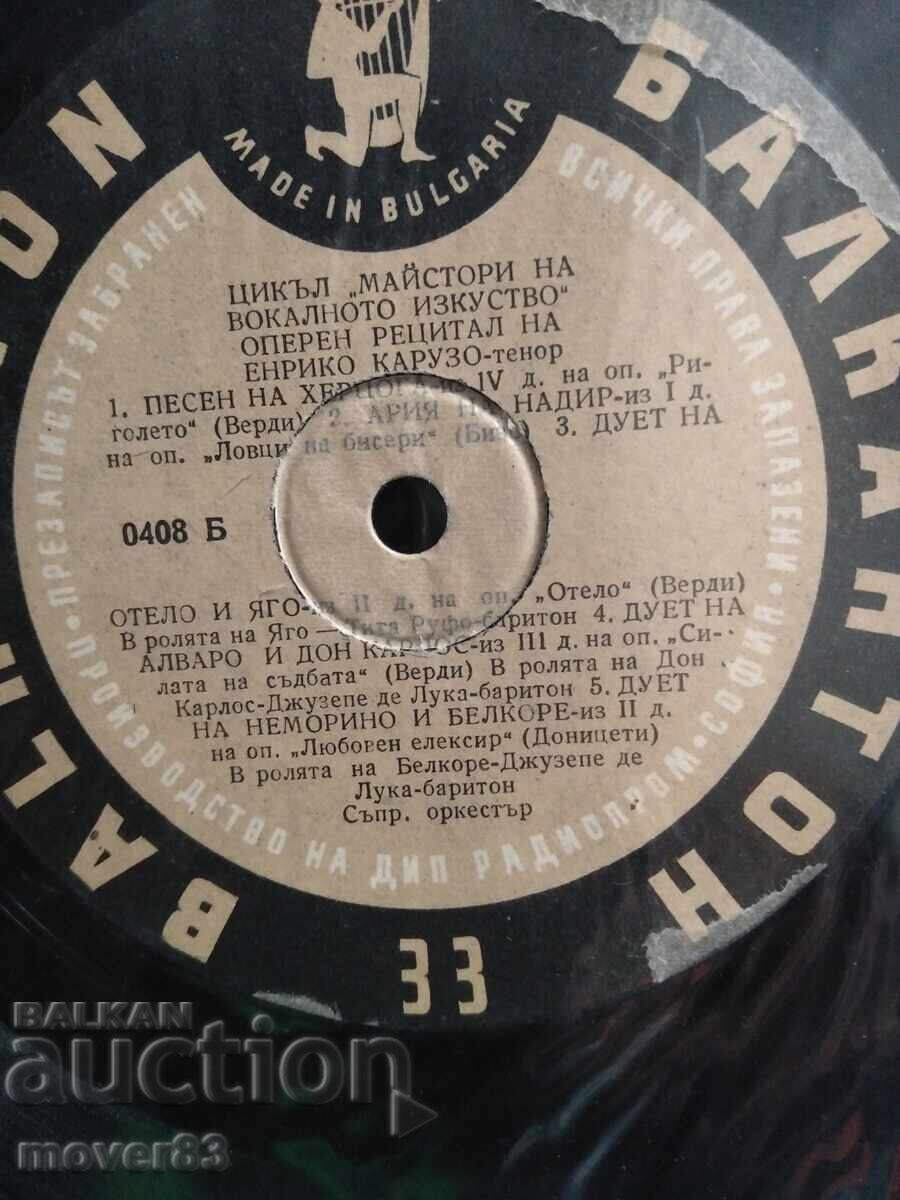 BALKANTON
БАЛКАНТОН
MADE IN BULGARIA
ПРЕЗАПИСЪТ ЗАБРАНЕН
ВСИЧКИ ПРАВА ЗАПАЗЕНИ · СОФИЯ
ПРОИЗВОДСТВО НА ДИП РАДИОПРОМ
ЦИКЪЛ „МАЙСТОРИ НА
ВОКАЛНОТО ИЗКУСТВО"
ОПЕРЕН РЕЦИТАЛ НА
ЕНРИКО КАРУЗО-тенор
1. ПЕСЕН НА ХЕРЦОГА-из IV д. на оп. „Ри-
голето" (Верди) 2. АРИЯ НА НАДИР-из I д.
на оп. „Ловци на бисери" (Бизе) 3. ДУЕТ НА
0408 Б
ОТЕЛО И ЯГО-из II д. на оп. „Отело" (Верди)
В ролята на Яго — Тита Руфо-баритон 4. ДУЕТ НА
АЛВАРО И ДОН КАРЛОС-из III д. на оп. „Си-
лата на съдбата" (Верди) В ролята на Дон
Карлос-Джузепе де Лука-баритон 5. ДУЕТ
НА НЕМОРИНО И БЕЛКОРЕ-из II д.
на оп. „Любовен елексир" (Доницети)
В ролята на Белкоре-Джузепе де
Лука-баритон
Съпр. оркестър
33
BALKAN
auction
mover83